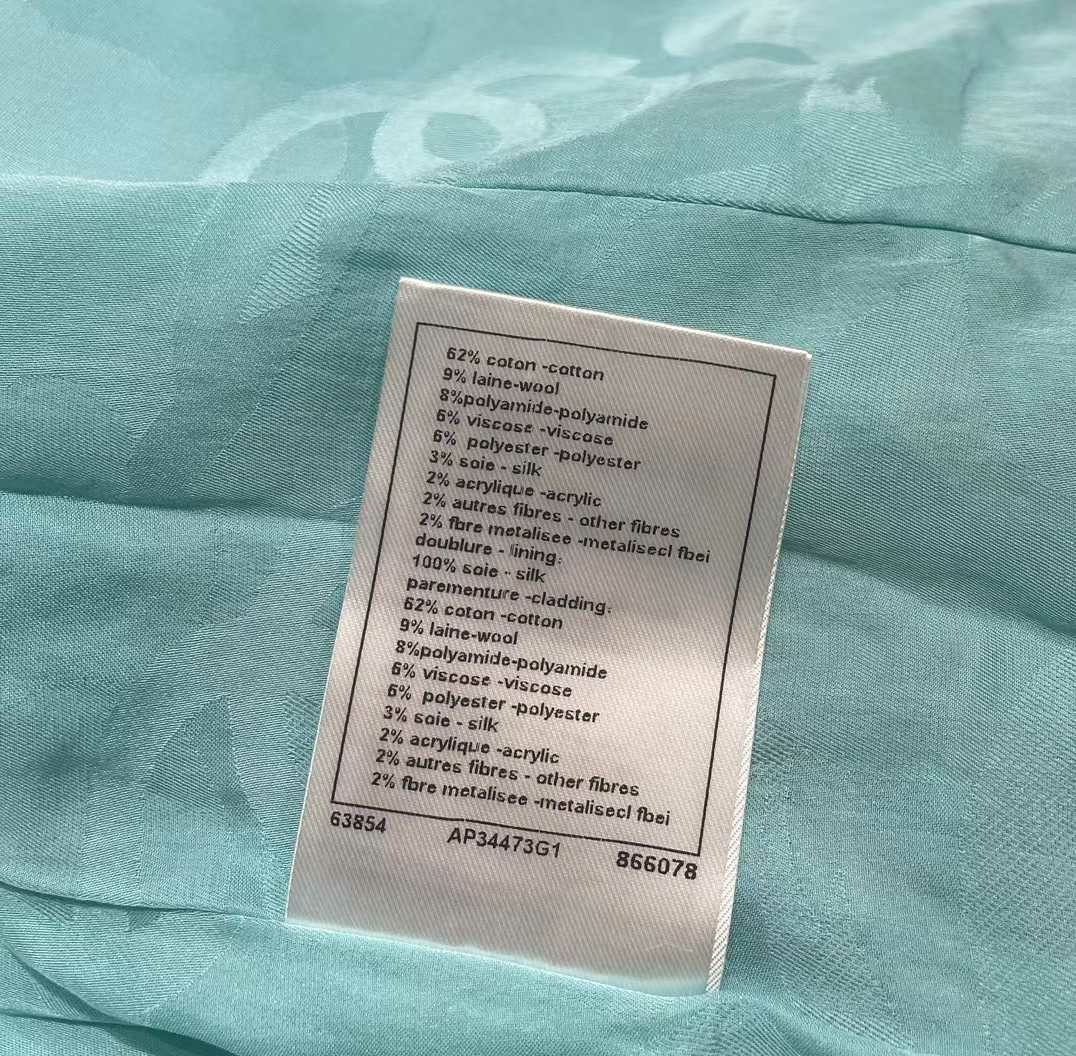 62% coton -cotton
9% laine-wool
8%polyamide-polyamide
6% viscose -viscose
6%  polyester -polyester
3% soie - silk
2% acrylique -acrylic
2% autres fibres - other fibres
2% fbre metalisee -metalisecl fbei
doublure - lining:
100% soie - silk
parementure -cladding:
62% coton -cotton
9% laine-wool
8%polyamide-polyamide
6% viscose -viscose
6%  polyester -polyester
3% soie - silk
2% acrylique -acrylic
2% autres fibres - other fibres
2% fbre metalisee -metalisecl fbei
63854 AP34473G1 866078